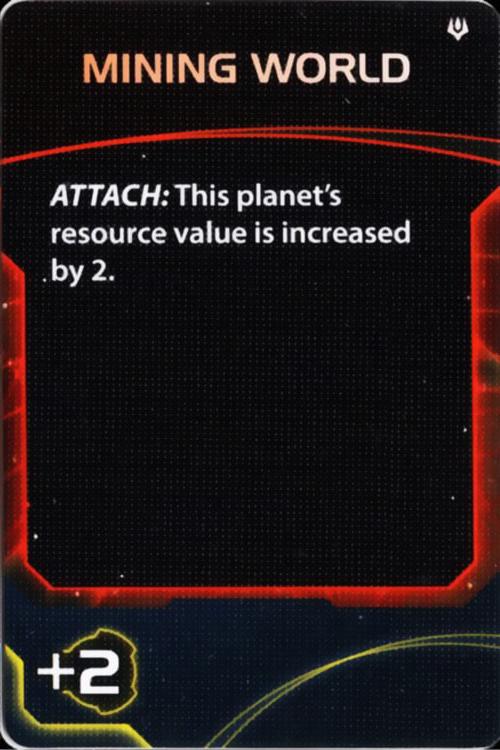 MINING WORLD
ATTACH: This planet's
resource value is increased
by 2.
+2